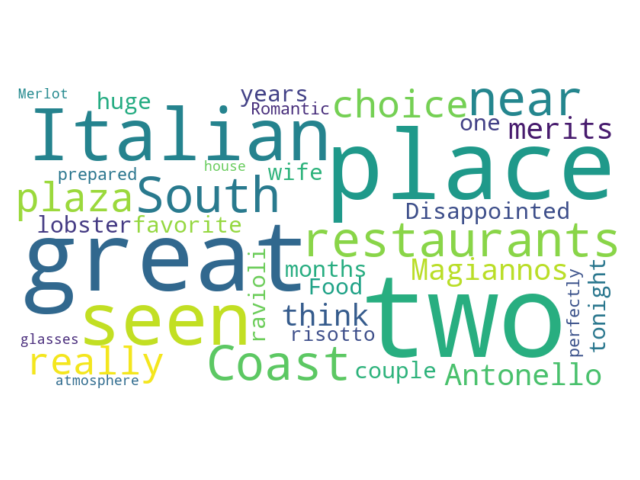 Merlot huge years Romantic choice near
Italian place one merits
prepared house wife
plaza South Disappointed
lobster favorite restaurants
great ravioli months Food Magiannos perfectly tonight
seen think two
glasses risotto
really Coast couple Antonello
atmosphere